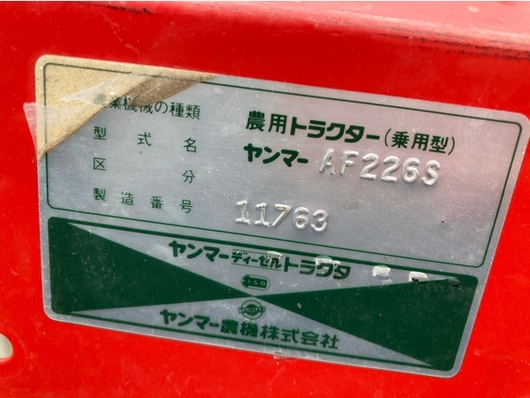 業機械の種類 農用トラクター(乗用型)
型式名 ヤンマー AF226S
区分
製造番号 11763
ヤンマーディーゼルトラクタ
ヤンマー農機株式会社